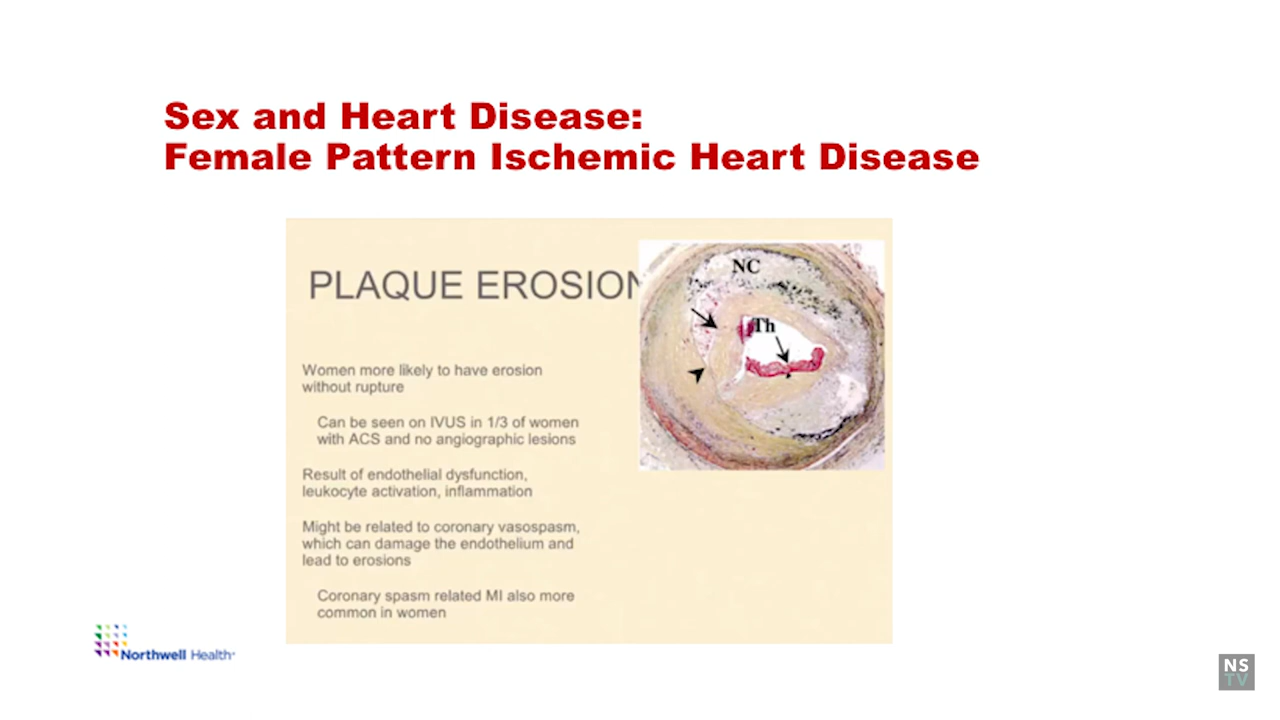 Sex and Heart Disease:
Female Pattern Ischemic Heart Disease
PLAQUE EROSION
NC
Th
Women more likely to have erosion
without rupture
Can be seen on IVUS in 1/3 of women
with ACS and no angiographic lesions
Result of endothelial dysfunction,
leukocyte activation, inflammation
Might be related to coronary vasospasm,
which can damage the endothelium and
lead to erosions
Coronary spasm related MI also more
common in women
Northwell Health
NS
TV